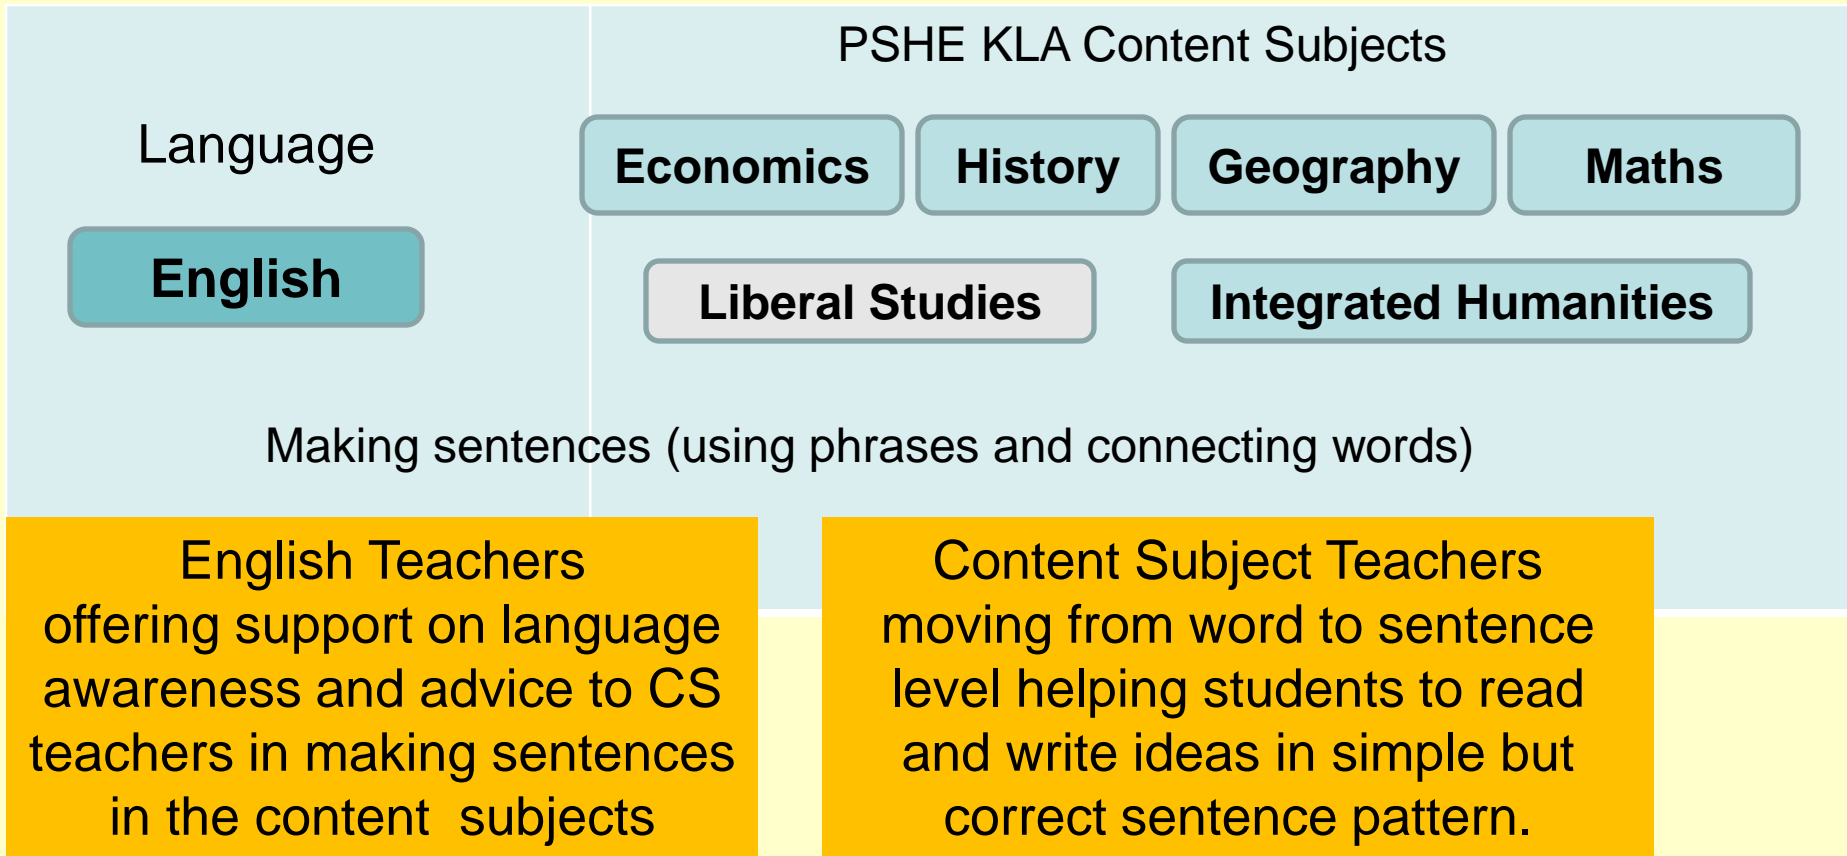 PSHE KLA Content Subjects
Language
Economics
History
Geography
Maths
English
Liberal Studies
Integrated Humanities
Making sentences (using phrases and connecting words)
English Teachers
offering support on language
awareness and advice to CS
teachers in making sentences
in the content  subjects
Content Subject Teachers
moving from word to sentence
level helping students to read
and write ideas in simple but
correct sentence pattern.